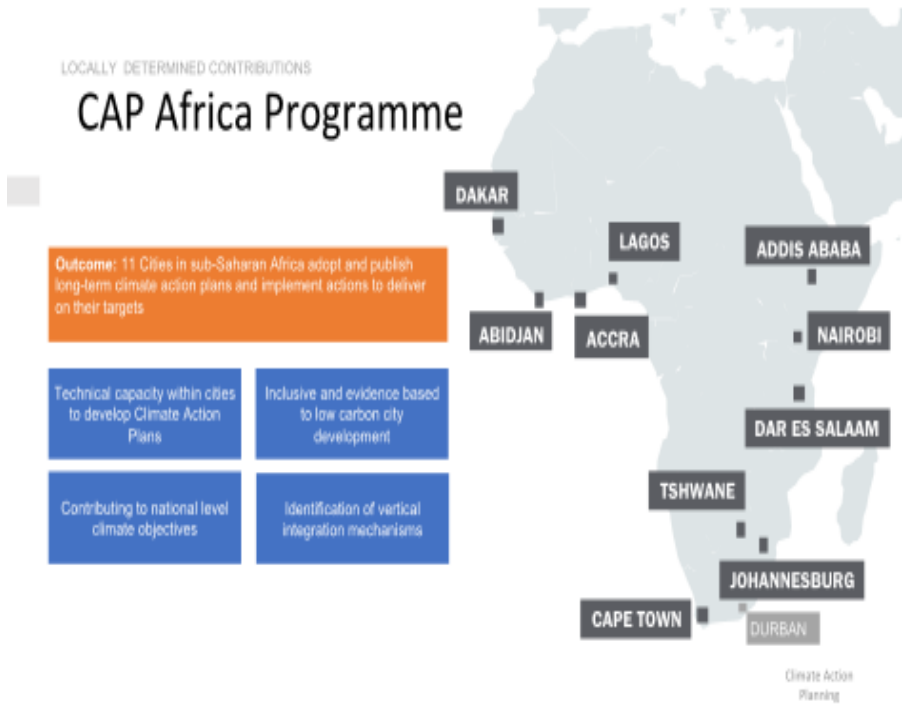 LOCALLY DETERMINED CONTRIBUTIONS
CAP Africa Programme
Outcome: 11 Cities in sub-Saharan Africa adopt and publish
long-term climate action plans and implement actions to deliver
on their targets
Technical capacity within cities
to develop Climate Action
Plans
Inclusive and evidence based
to low carbon city
development
Contributing to national level
climate objectives
Identification of vertical
integration mechanisms
DAKAR
LAGOS
ADDIS ABABA
ABIDJAN
ACCRA
NAIROBI
DAR ES SALAAM
TSHWANE
JOHANNESBURG
CAPE TOWN
DURBAN
Climate Action
Planning